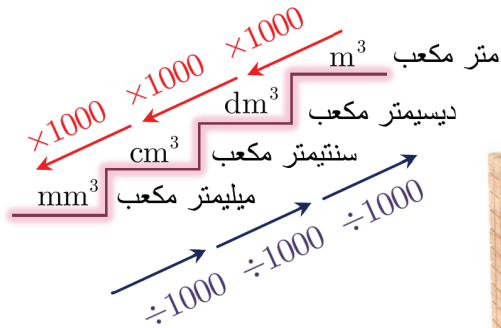 ×1000
×1000
×1000
m³ متر مكعب
dm³ ديسيمتر مكعب
cm³ سنتيمتر مكعب
mm³ ميليمتر مكعب
÷1000
÷1000
÷1000